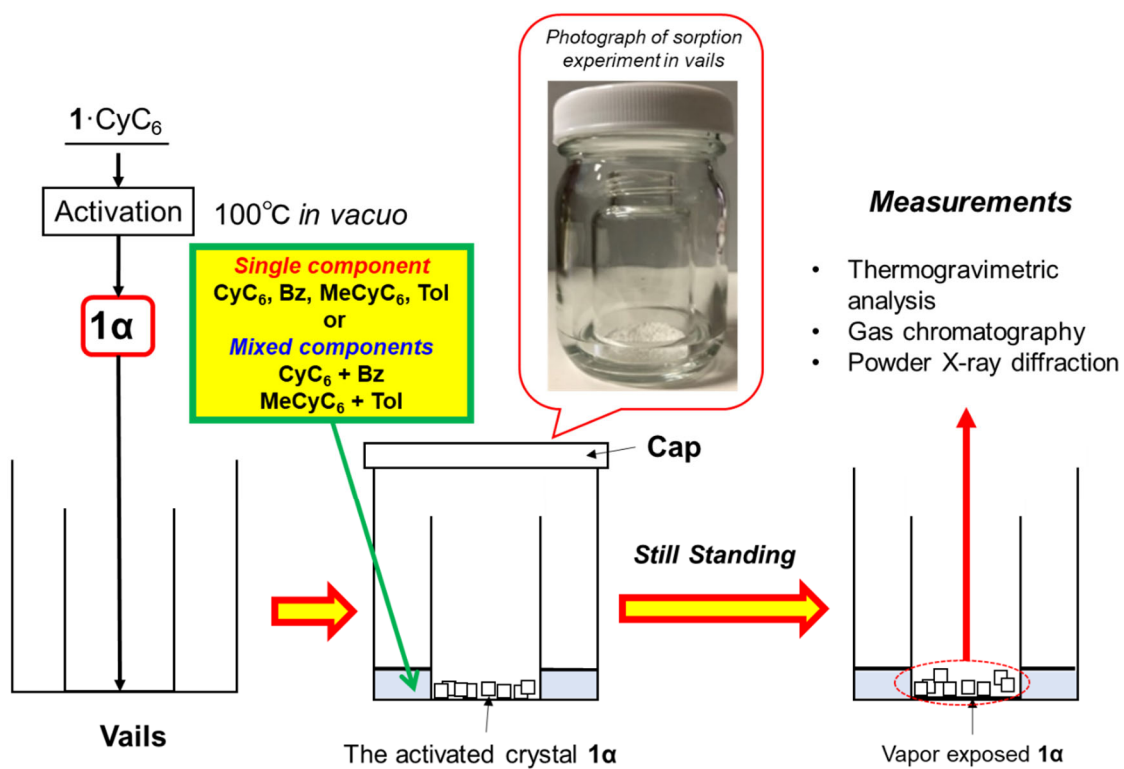 Photograph of sorption
experiment in vails
1·CyC₆
Activation
100℃ in vacuo
Single component
CyC₆, Bz, MeCyC₆, Tol
or
Mixed components
CyC₆ + Bz
MeCyC₆ + Tol
1α
Measurements
• Thermogravimetric
analysis
• Gas chromatography
• Powder X-ray diffraction
Cap
Still Standing
Vails
The activated crystal 1α
Vapor exposed 1α